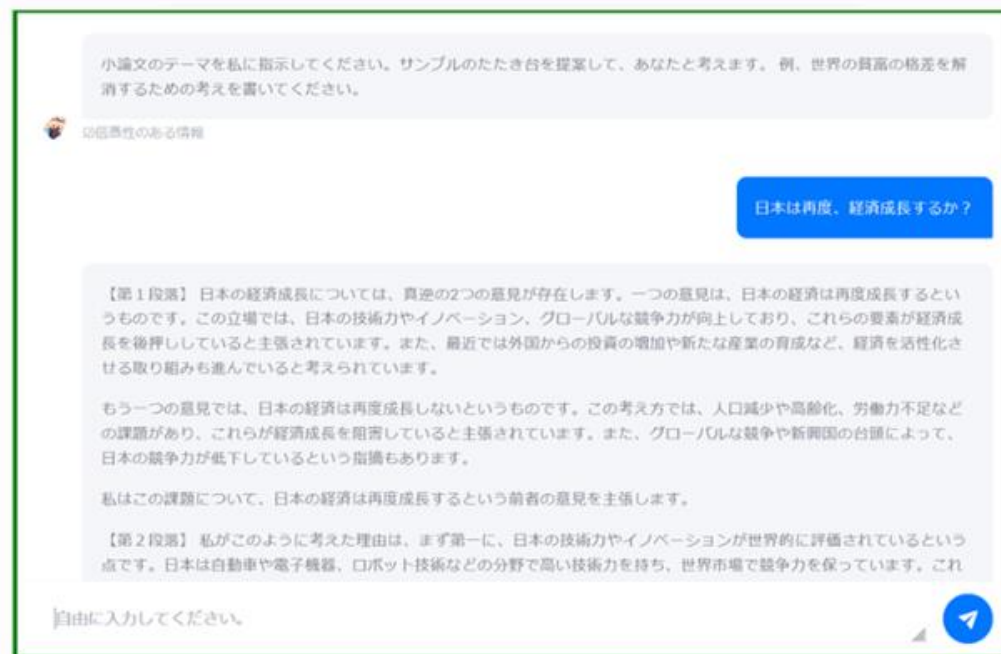 小論文のテーマを私に指示してください。サンプルのたたき台を提案して、あなたと考えます。 例、世界の貧富の格差を解
消するための考えを書いてください。
信憑性のある情報
日本は再度、経済成長するか？
【第１段落】 日本の経済成長については、真逆の2つの意見が存在します。一つの意見は、日本の経済は再度成長するとい
うものです。この立場では、日本の技術力やイノベーション、グローバルな競争力が向上しており、これらの要素が経済成
長を後押ししていると主張されています。また、最近では外国からの投資の増加や新たな産業の育成など、経済を活性化さ
せる取り組みも進んでいると考えられています。
もう一つの意見では、日本の経済は再度成長しないというものです。この考え方では、人口減少や高齢化、労働力不足など
の課題があり、これらが経済成長を阻害していると主張されています。また、グローバルな競争や新興国の台頭によって、
日本の競争力が低下しているという指摘もあります。
私はこの課題について、日本の経済は再度成長するという前者の意見を主張します。
【第２段落】 私がこのように考えた理由は、まず第一に、日本の技術力やイノベーションが世界的に評価されているという
点です。日本は自動車や電子機器、ロボット技術などの分野で高い技術力を持ち、世界市場で競争力を保っています。これ
自由に入力してください。